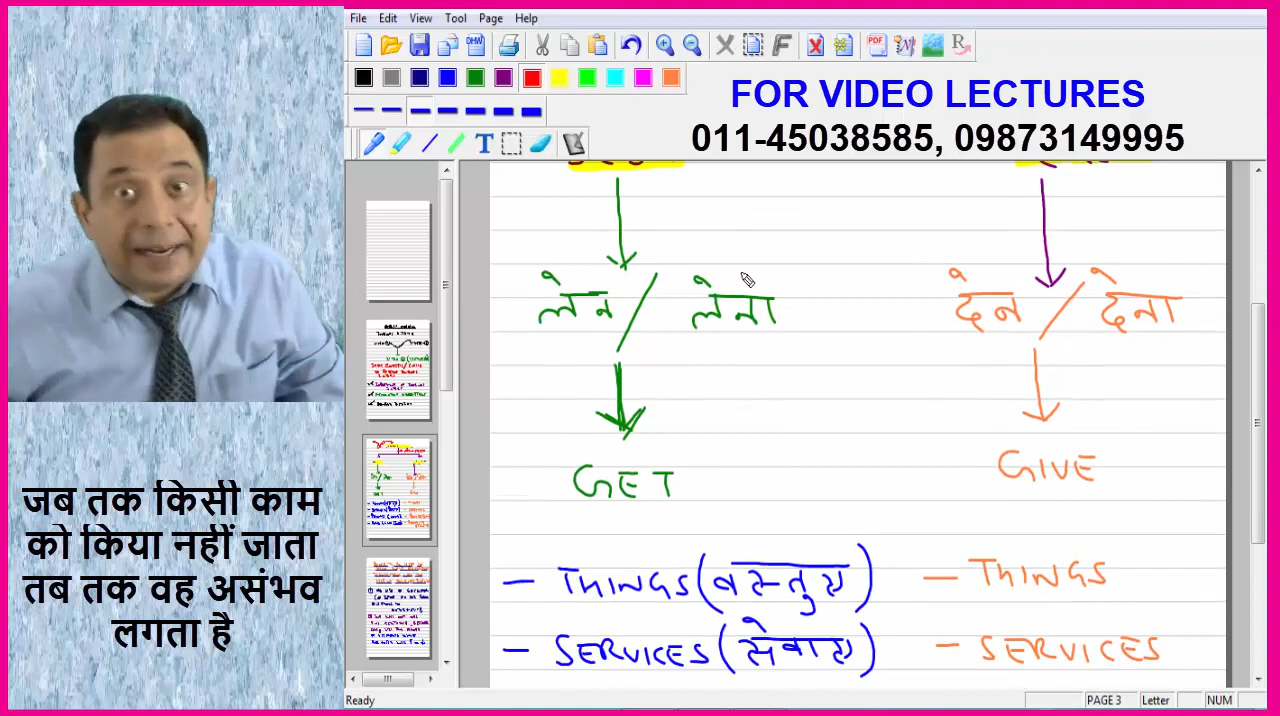 File Edit View Tool Page Help
FOR VIDEO LECTURES
011-45038585, 09873149995
लेन / लेना
देन / देना
GET
GIVE
- THINGS (वस्तुए)
- THINGS
- SERVICES (सेवाए)
- SERVICES
जब तक किसी काम
को किया नहीं जाता
तब तक वह असंभव
लगता है
Ready
PAGE 3
Letter
NUM